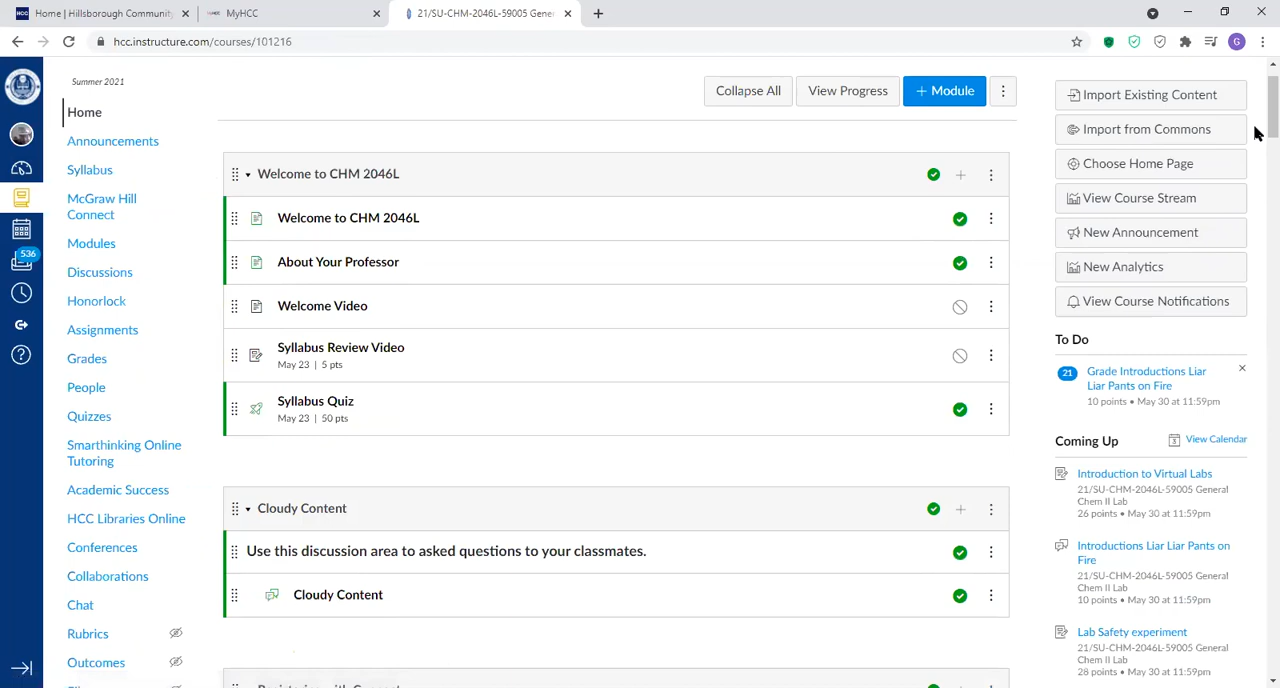 Home | Hillsborough Community
MyHCC
21/SU-CHM-2046L-59005 Gene
hcc.instructure.com/courses/101216
G
536
Summer 2021
Home
Announcements
Syllabus
McGraw Hill
Connect
Modules
Discussions
Honorlock
Assignments
Grades
People
Quizzes
Smarthinking Online
Tutoring
Academic Success
HCC Libraries Online
Conferences
Collaborations
Chat
Rubrics
Outcomes
Collapse All
View Progress
+ Module
Welcome to CHM 2046L
Welcome to CHM 2046L
About Your Professor
Welcome Video
Syllabus Review Video
May 23 | 5 pts
Syllabus Quiz
May 23 | 50 pts
Cloudy Content
Use this discussion area to asked questions to your classmates.
Cloudy Content
Import Existing Content
Import from Commons
Choose Home Page
View Course Stream
New Announcement
New Analytics
View Course Notifications
To Do
21
Grade Introductions Liar
Liar Pants on Fire
10 points • May 30 at 11:59pm
Coming Up
View Calendar
Introduction to Virtual Labs
21/SU-CHM-2046L-59005 General
Chem II Lab
26 points • May 30 at 11:59pm
Introductions Liar Liar Pants on
Fire
21/SU-CHM-2046L-59005 General
Chem II Lab
10 points • May 30 at 11:59pm
Lab Safety experiment
21/SU-CHM-2046L-59005 General
Chem II Lab
28 points • May 30 at 11:59pm